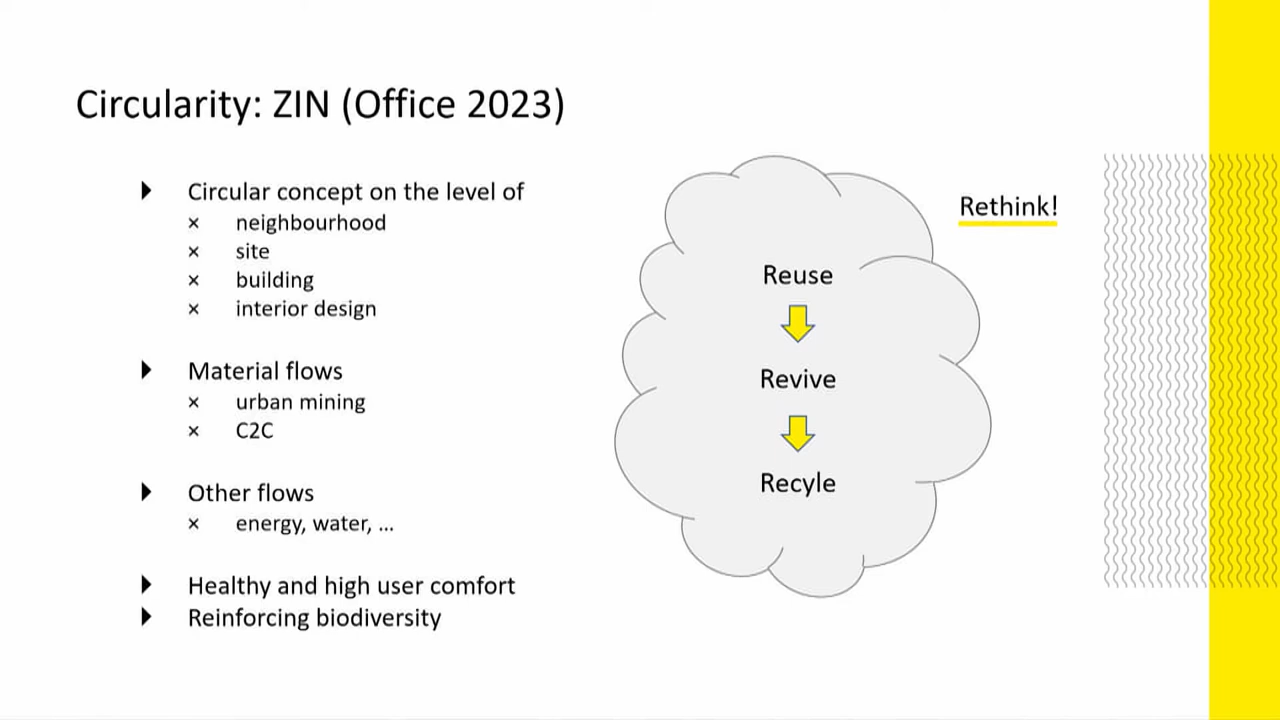 Circularity: ZIN (Office 2023)
Circular concept on the level of
× neighbourhood
× site
× building
× interior design
Material flows
× urban mining
× C2C
Other flows
× energy, water, ...
Healthy and high user comfort
Reinforcing biodiversity
Rethink!
Reuse
Revive
Recyle